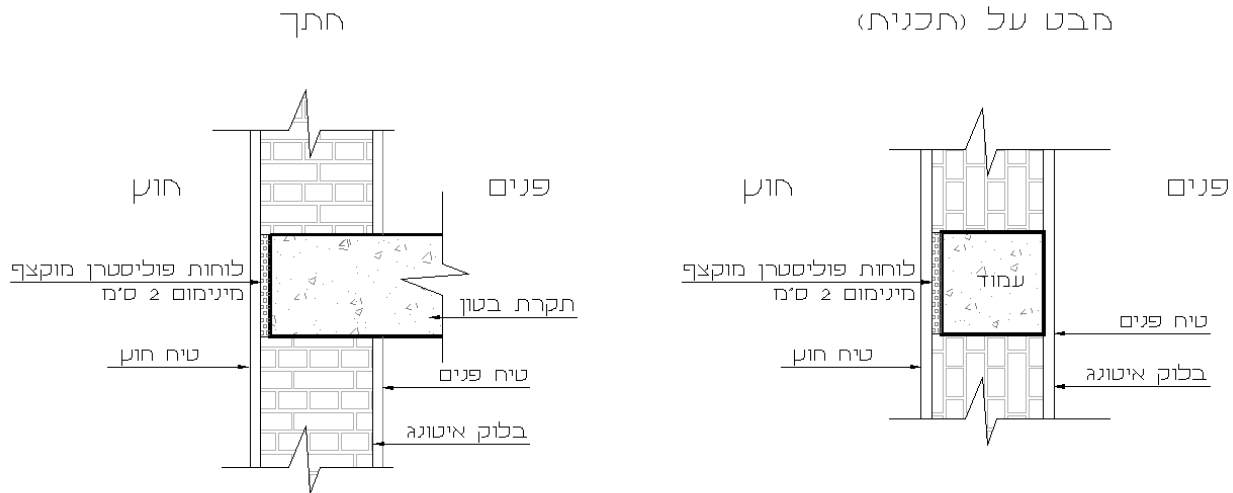 מבט על (תכנית)
חוץ
פנים
לוחות פוליסטרן מוקצף
מינימום 2 ס"מ
עמוד
טיח פנים
טיח חוץ
בלוק איטונג
חתך
חוץ
פנים
לוחות פוליסטרן מוקצף
מינימום 2 ס"מ
תקרת בטון
טיח חוץ
טיח פנים
בלוק איטונג